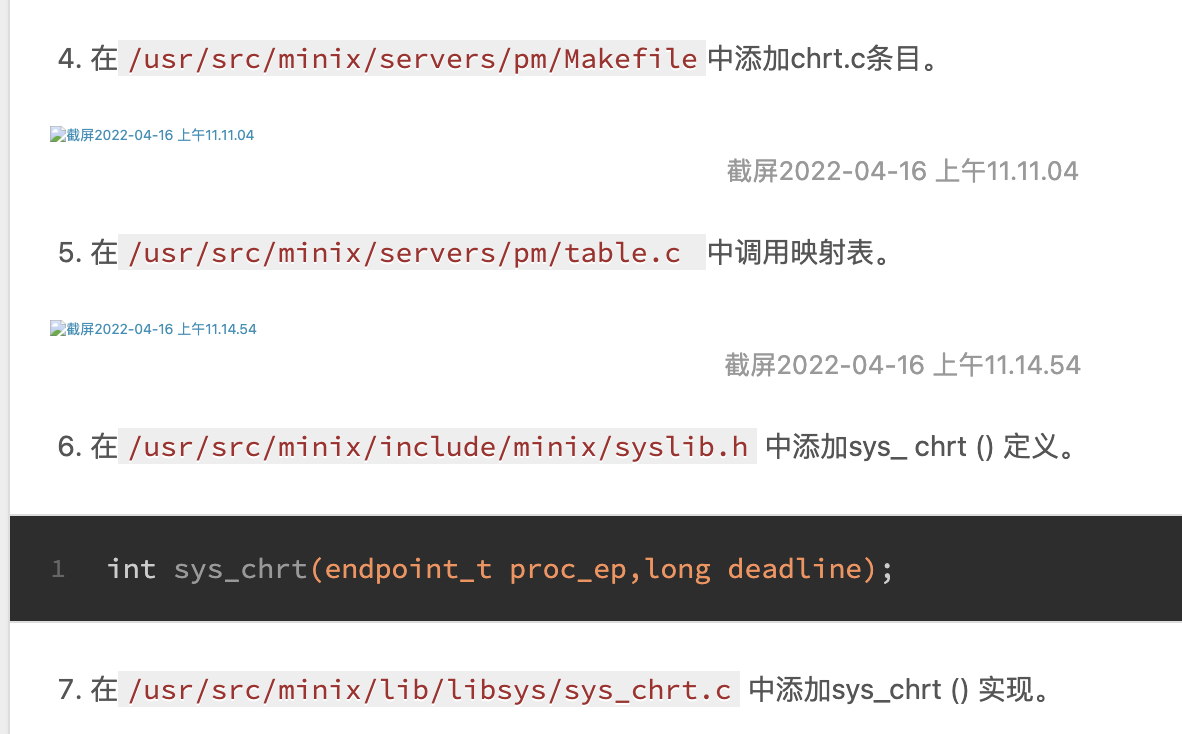 4. 在 /usr/src/minix/servers/pm/Makefile 中添加chrt.c条目。
截屏2022-04-16 上午11.11.04
截屏2022-04-16 上午11.11.04
5. 在 /usr/src/minix/servers/pm/table.c 中调用映射表。
截屏2022-04-16 上午11.14.54
截屏2022-04-16 上午11.14.54
6. 在 /usr/src/minix/include/minix/syslib.h 中添加sys_ chrt () 定义。
1 int sys_chrt(endpoint_t proc_ep,long deadline);
7. 在 /usr/src/minix/lib/libsys/sys_chrt.c 中添加sys_chrt () 实现。